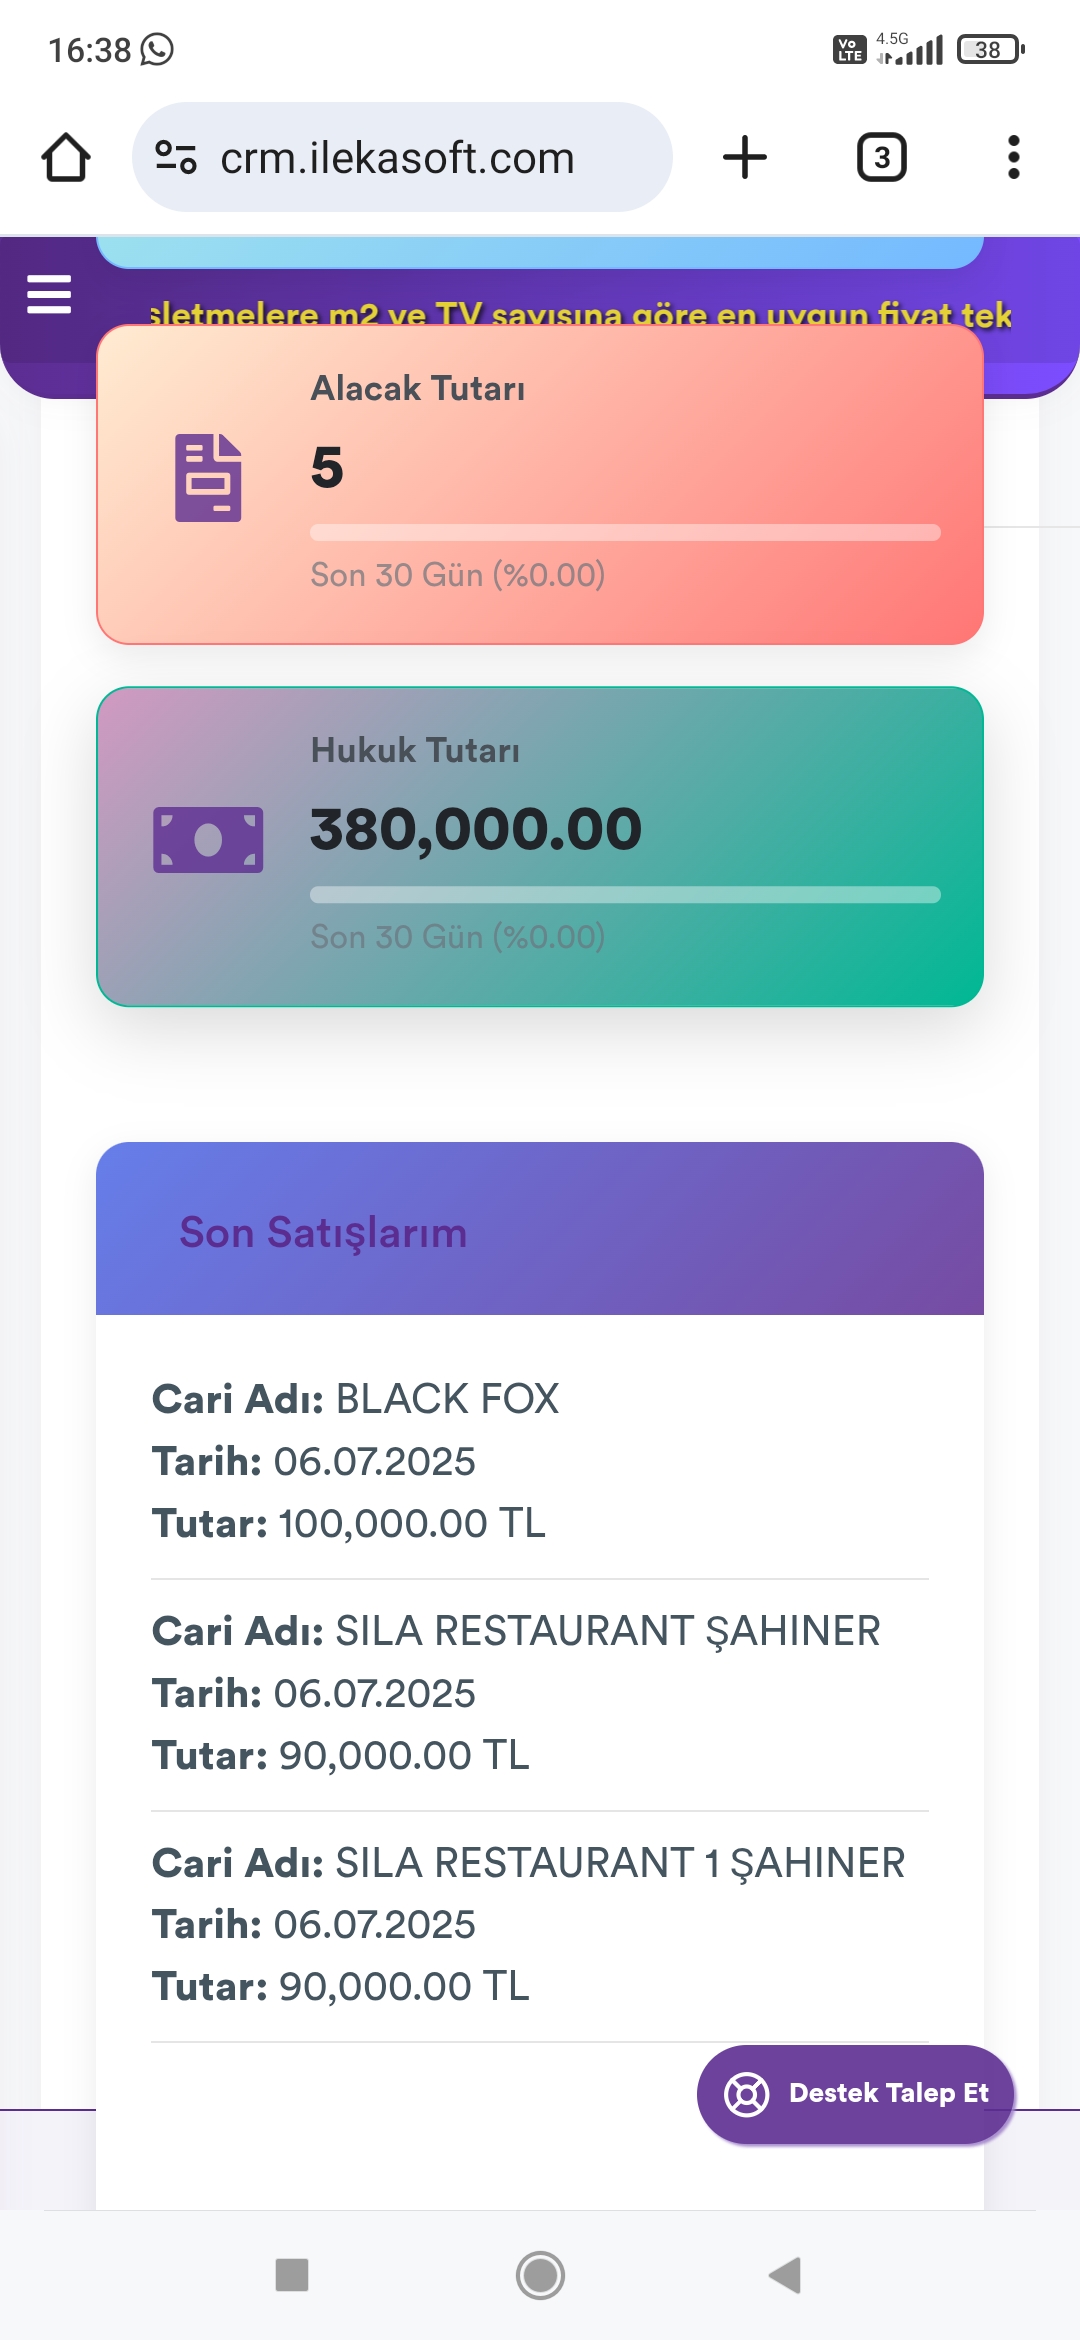 16:38
Vo LTE
4.5G
38
crm.ilekasoft.com
3
şletmelere m2 ve TV sayısına göre en uygun fiyat tek
Alacak Tutarı
5
Son 30 Gün (%0.00)
Hukuk Tutarı
380,000.00
Son 30 Gün (%0.00)
Son Satışlarım
Cari Adı: BLACK FOX
Tarih: 06.07.2025
Tutar: 100,000.00 TL
Cari Adı: SILA RESTAURANT ŞAHINER
Tarih: 06.07.2025
Tutar: 90,000.00 TL
Cari Adı: SILA RESTAURANT 1 ŞAHINER
Tarih: 06.07.2025
Tutar: 90,000.00 TL
Destek Talep Et